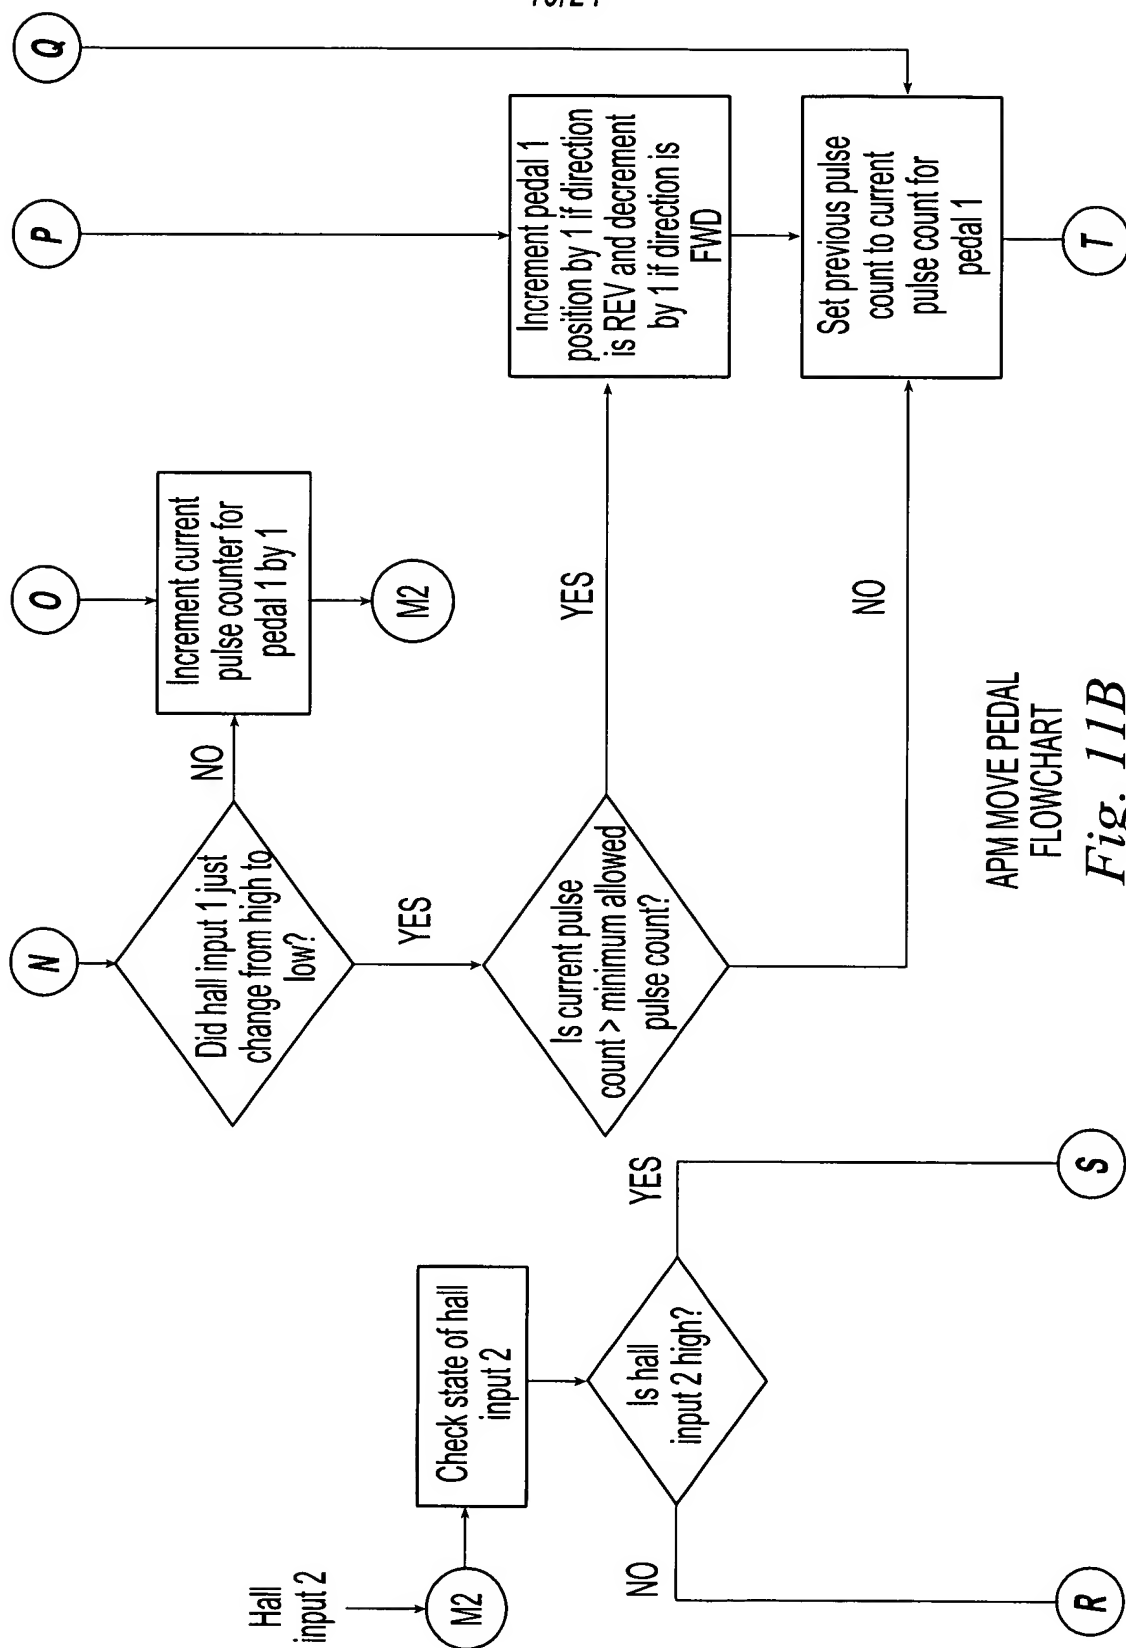 N
O
P
Q
Did hall input 1 just
change from high to
low?
NO
Increment current
pulse counter for
pedal 1 by 1
M2
YES
Hall
input 2
M2
Check state of hall
input 2
Is hall
input 2 high?
NO
YES
Is current pulse
count > minimum allowed
pulse count?
YES
NO
Increment pedal 1
position by 1 if direction
is REV and decrement
by 1 if direction is
FWD
Set previous pulse
count to current
pulse count for
pedal 1
R
S
T
APM MOVE PEDAL
FLOWCHART
Fig. 11B